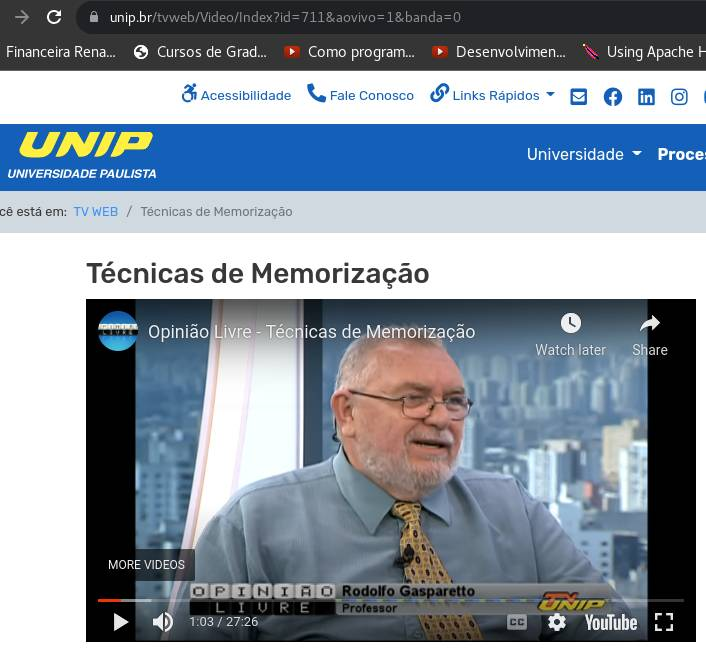 unip.br/tvweb/Video/Index?id=711&aovivo=1&banda=0
Financeira Rena... Cursos de Grad... Como program... Desenvolvimen... Using Apache H
Acessibilidade Fale Conosco Links Rápidos
UNIP
UNIVERSIDADE PAULISTA
Universidade Proces
cê está em: TV WEB / Técnicas de Memorização
Técnicas de Memorização
OPINIÃO
LIVRE
Opinião Livre - Técnicas de Memorização
Watch later Share
MORE VIDEOS
OPINIÃO Rodolfo Gasparetto
LIVRE Professor
TV UNIP
1:03 / 27:26 CC YouTube